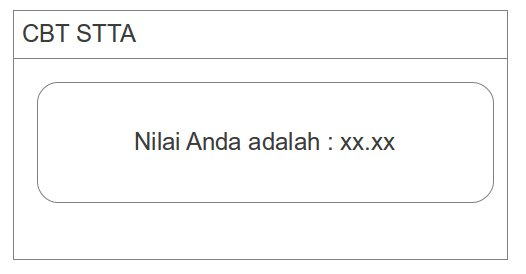 CBT STTA
Nilai Anda adalah : xx.xx